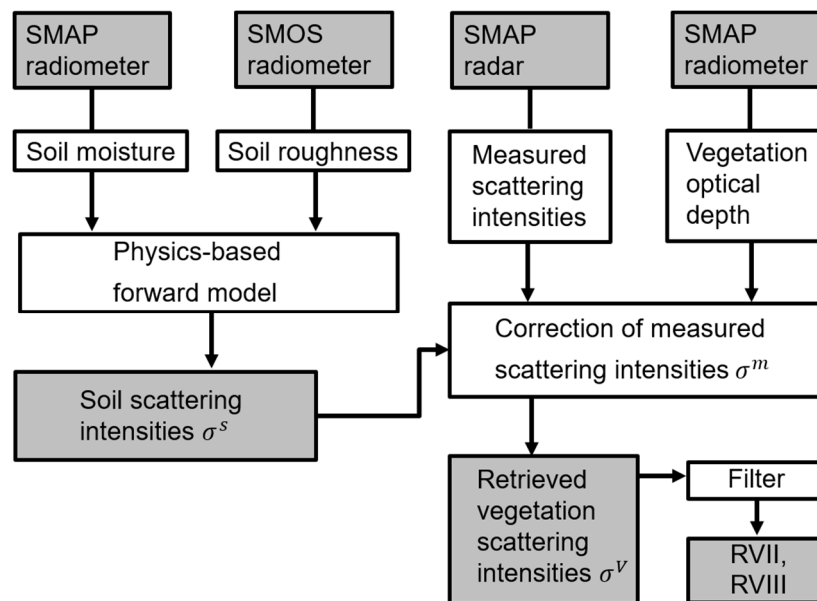 SMAP
radiometer
SMOS
radiometer
SMAP
radar
SMAP
radiometer
Soil moisture
Soil roughness
Measured
scattering
intensities
Vegetation
optical
depth
Physics-based
forward model
Correction of measured
scattering intensities σ^m
Soil scattering
intensities σ^s
Retrieved
vegetation
scattering
intensities σ^V
Filter
RVII,
RVIII